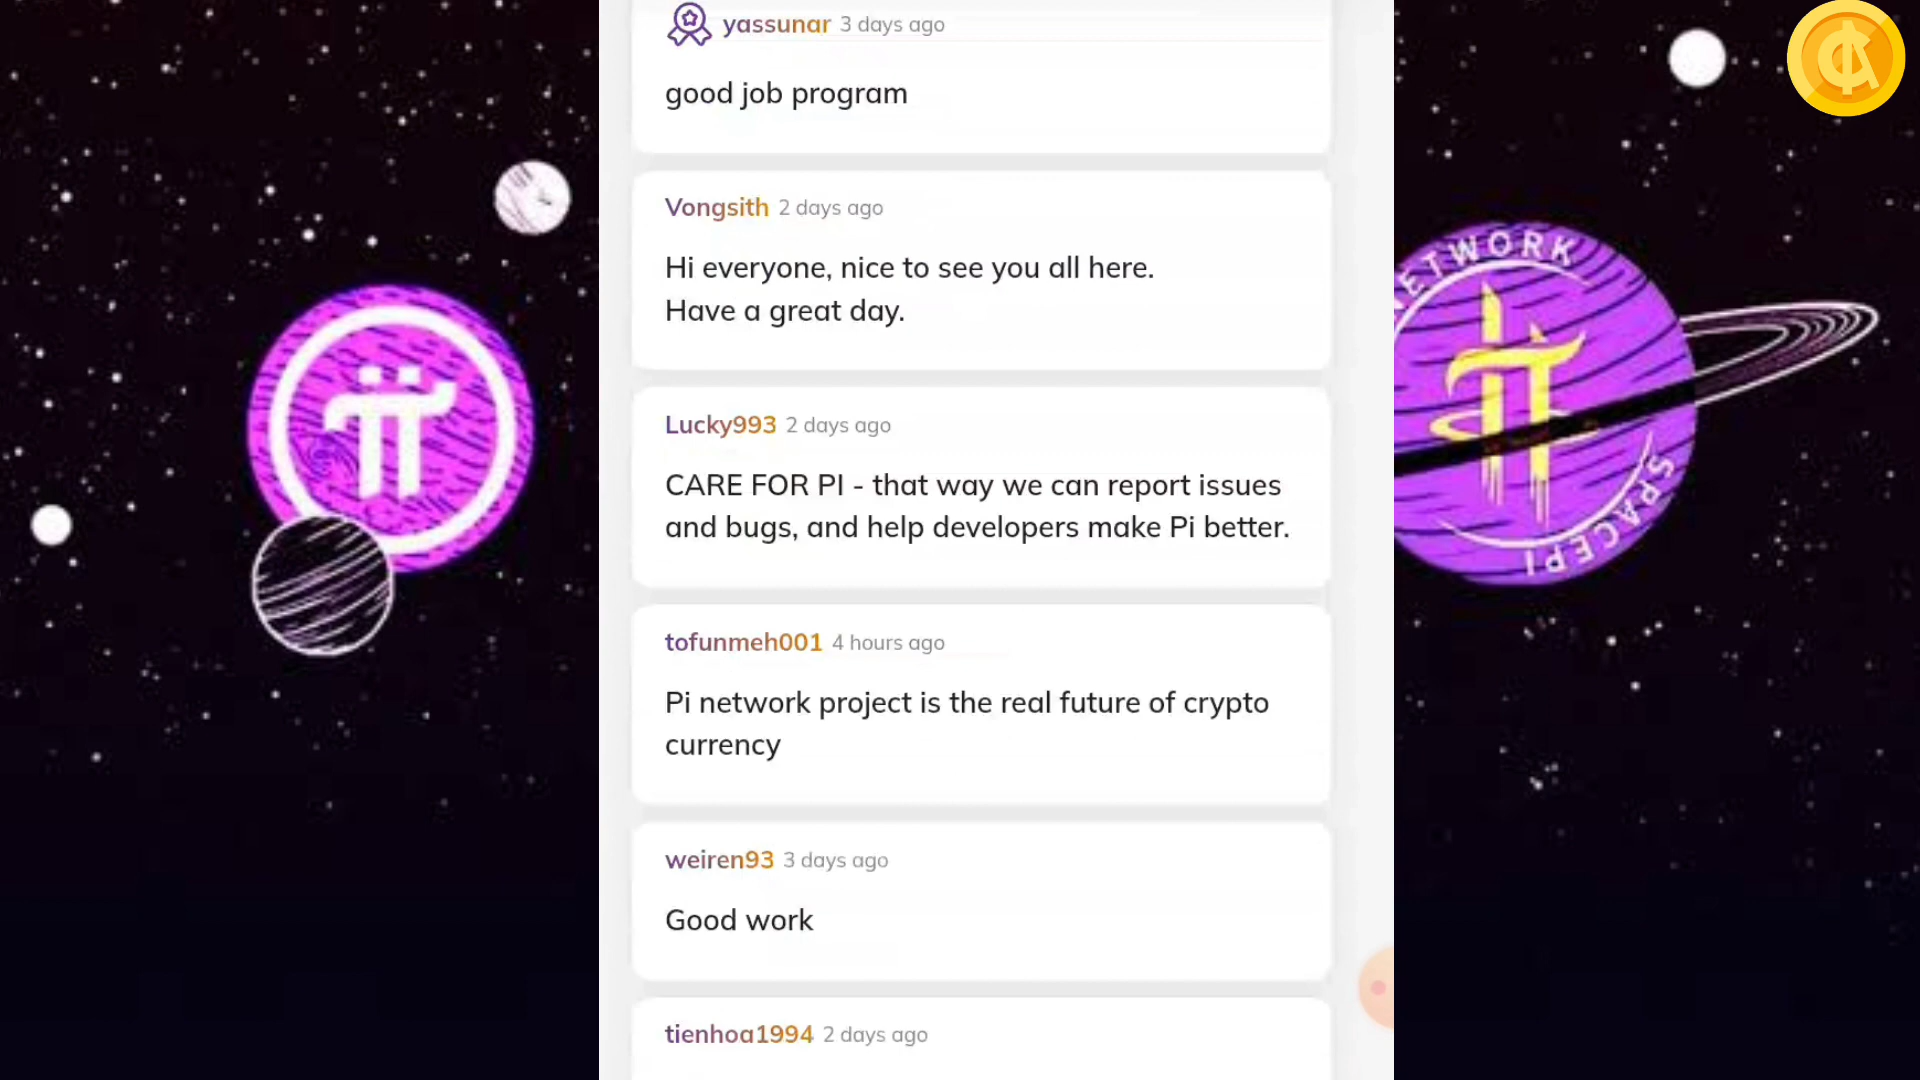 yassunar 3 days ago
good job program
Vongsith 2 days ago
Hi everyone, nice to see you all here.
Have a great day.
Lucky993 2 days ago
CARE FOR PI - that way we can report issues
and bugs, and help developers make Pi better.
tofunmeh001 4 hours ago
Pi network project is the real future of crypto
currency
weiren93 3 days ago
Good work
tienhoa1994 2 days ago
NETWORK
SPACEPI